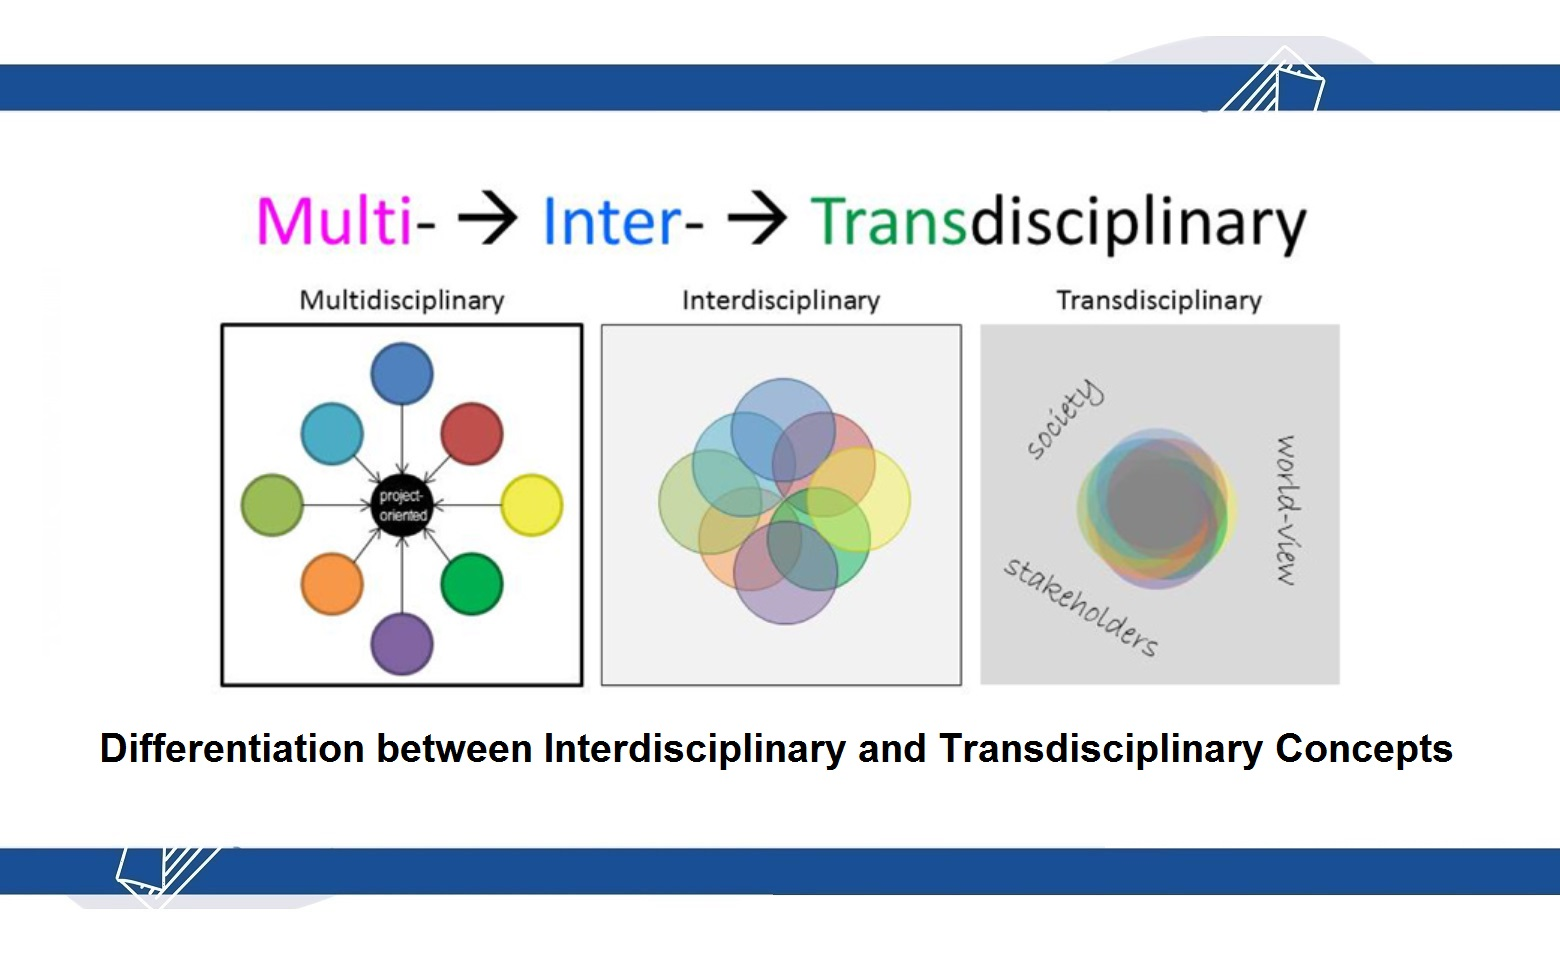 Multi- → Inter- → Transdisciplinary
Multidisciplinary
Interdisciplinary
Transdisciplinary
project-
oriented
society
world-view
stakeholders
Differentiation between Interdisciplinary and Transdisciplinary Concepts